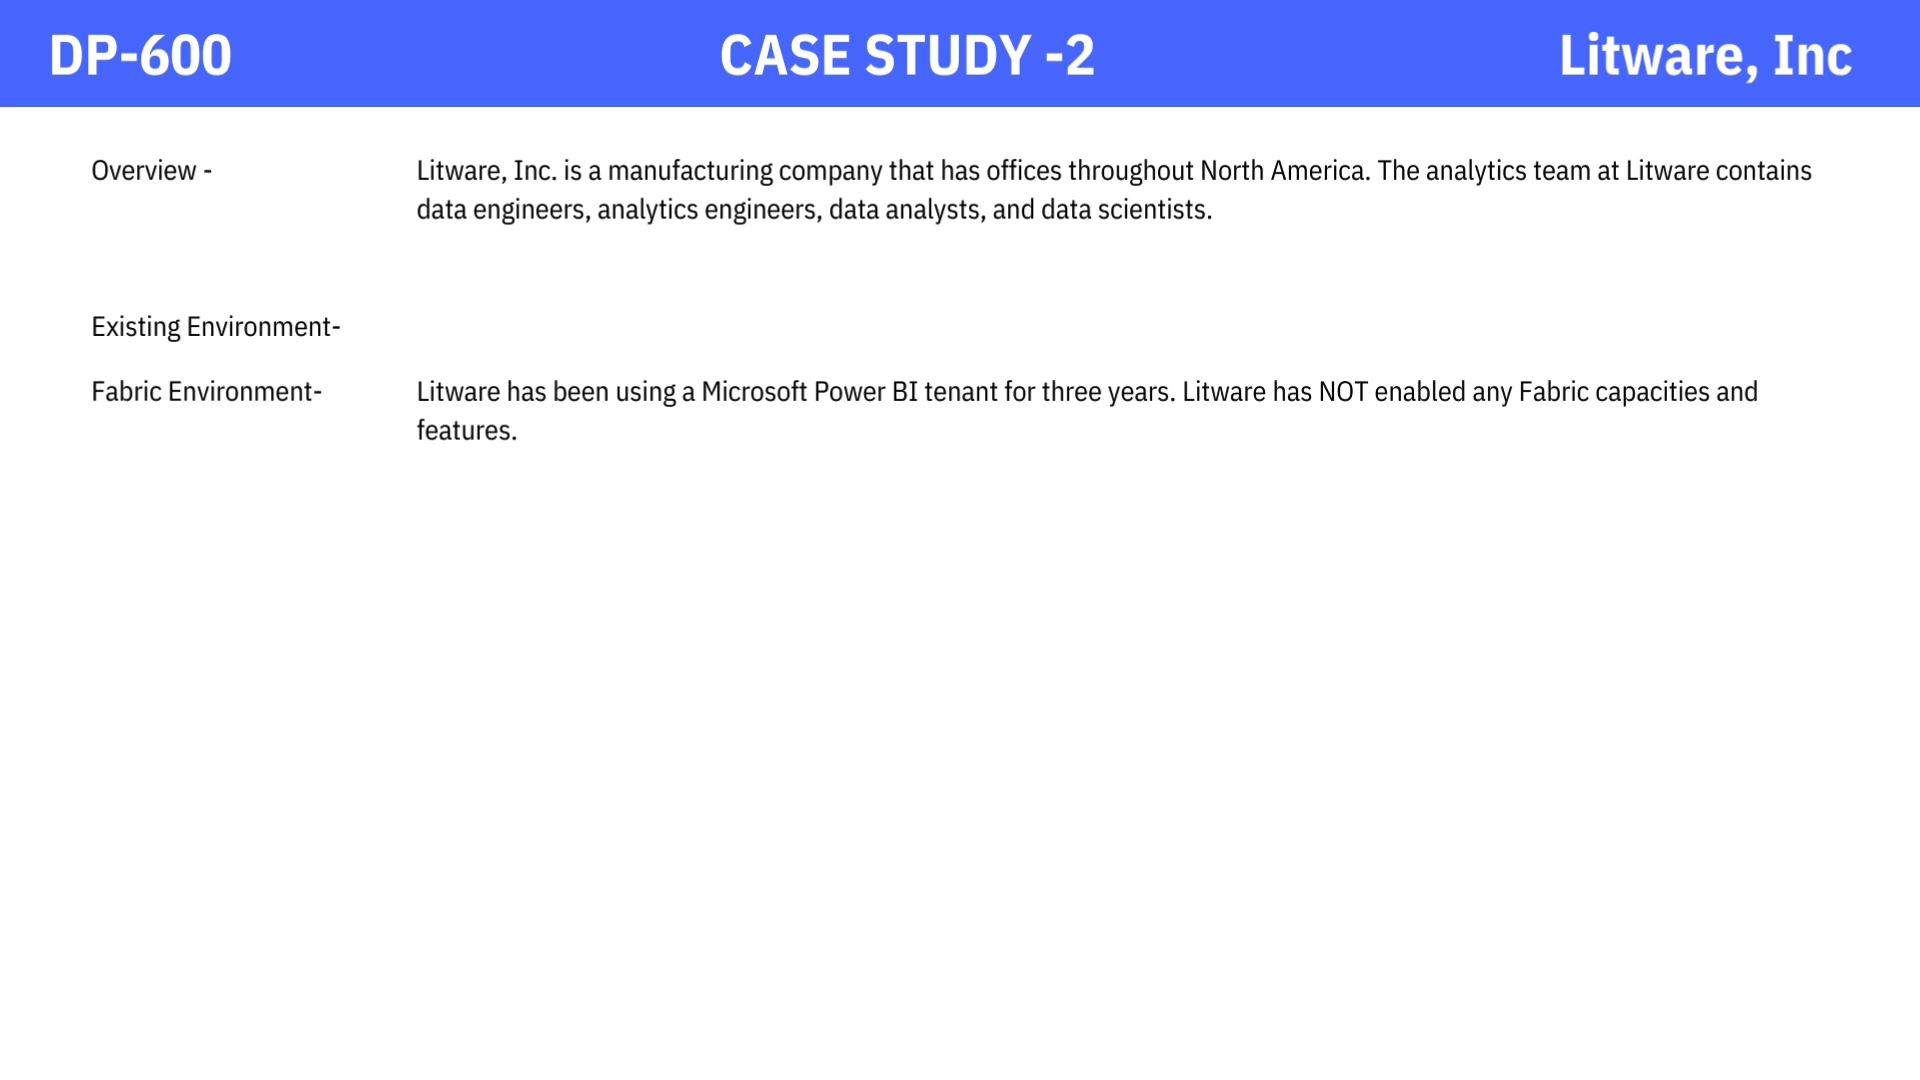 DP-600
CASE STUDY -2
Litware, Inc
Overview -
Litware, Inc. is a manufacturing company that has offices throughout North America. The analytics team at Litware contains
data engineers, analytics engineers, data analysts, and data scientists.
Existing Environment-
Fabric Environment-
Litware has been using a Microsoft Power BI tenant for three years. Litware has NOT enabled any Fabric capacities and
features.